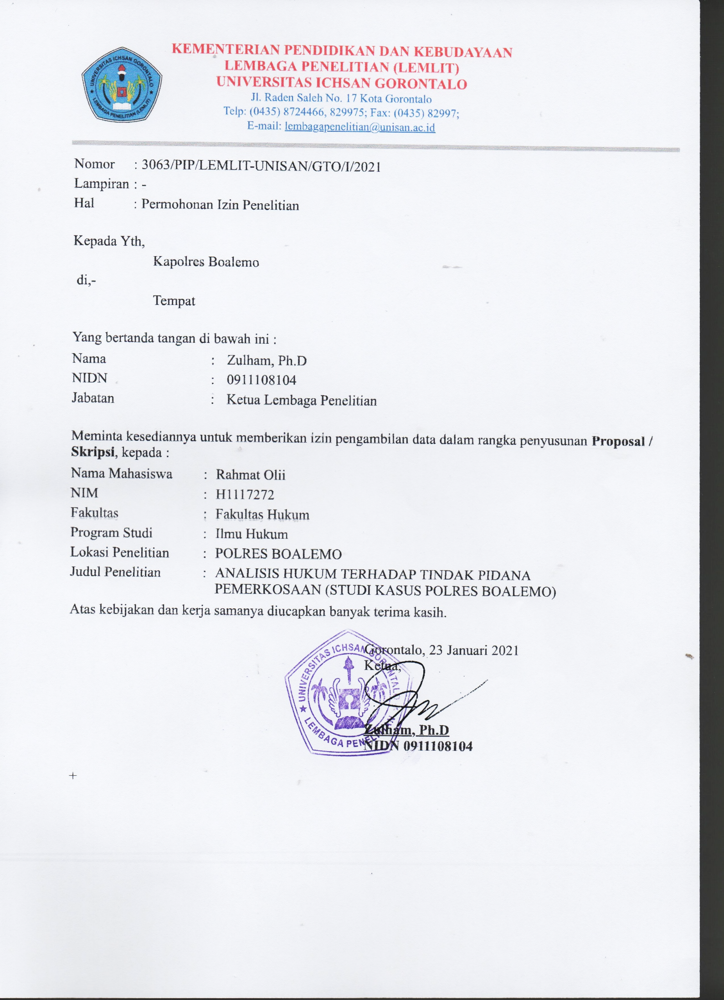 KEMENTERIAN PENDIDIKAN DAN KEBUDAYAAN
LEMBAGA PENELITIAN (LEMLIT)
UNIVERSITAS ICHSAN GORONTALO
Jl. Raden Saleh No. 17 Kota Gorontalo
Telp: (0435) 8724466, 829975; Fax: (0435) 82997;
E-mail: lembagapenelitian@unisan.ac.id
UNIVERSITAS ICHSAN GORONTALO
LEMBAGA PENELITIAN (LEMLIT)
Nomor : 3063/PIP/LEMLIT-UNISAN/GTO/I/2021
Lampiran : -
Hal : Permohonan Izin Penelitian
Kepada Yth,
Kapolres Boalemo
di,-
Tempat
Yang bertanda tangan di bawah ini :
Nama : Zulham, Ph.D
NIDN : 0911108104
Jabatan : Ketua Lembaga Penelitian
Meminta kesediannya untuk memberikan izin pengambilan data dalam rangka penyusunan Proposal /
Skripsi, kepada :
Nama Mahasiswa : Rahmat Olii
NIM : H1117272
Fakultas : Fakultas Hukum
Program Studi : Ilmu Hukum
Lokasi Penelitian : POLRES BOALEMO
Judul Penelitian : ANALISIS HUKUM TERHADAP TINDAK PIDANA
PEMERKOSAAN (STUDI KASUS POLRES BOALEMO)
Atas kebijakan dan kerja samanya diucapkan banyak terima kasih.
Gorontalo, 23 Januari 2021
Ketua,
UNIVERSITAS ICHSAN GORONTALO
LEMBAGA PENELITIAN
Zulham, Ph.D
NIDN 0911108104
+